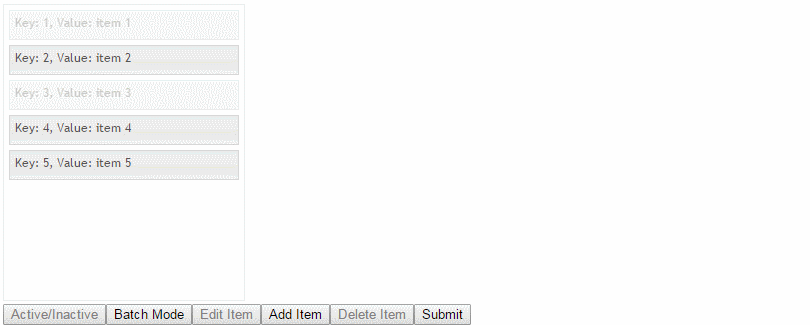 Key: 1, Value: item 1
Key: 2, Value: item 2
Key: 3, Value: item 3
Key: 4, Value: item 4
Key: 5, Value: item 5
Active/Inactive Batch Mode Edit Item Add Item Delete Item Submit